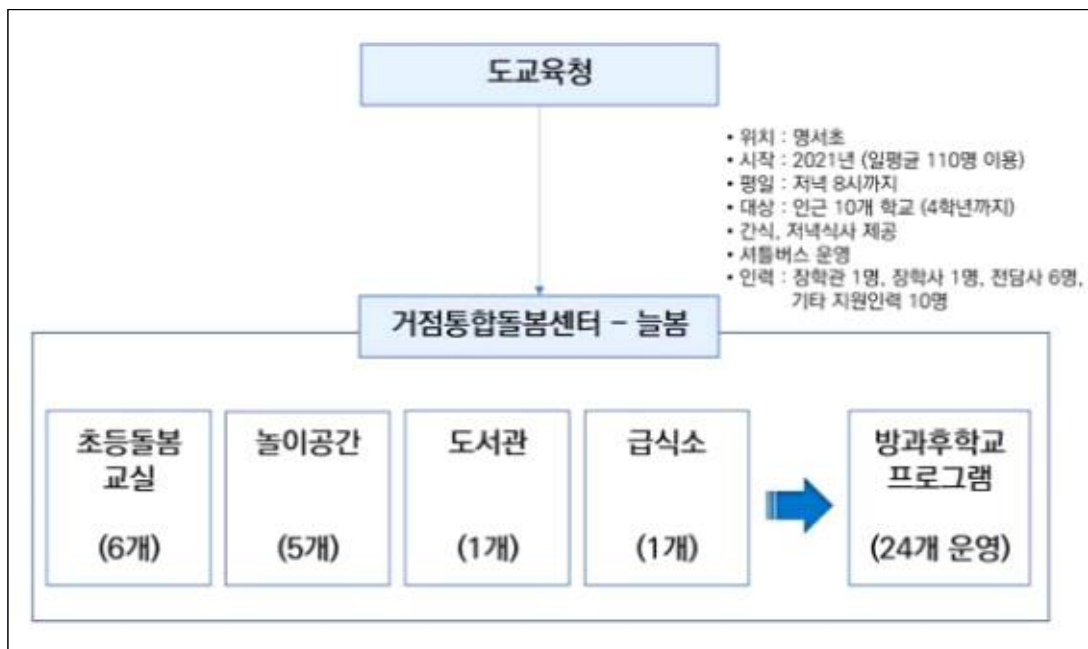 도교육청
• 위치 : 명서초
• 시작 : 2021년 (일평균 110명 이용)
• 평일 : 저녁 8시까지
• 대상 : 인근 10개 학교 (4학년까지)
• 간식, 저녁식사 제공
• 셔틀버스 운영
• 인력 : 장학관 1명, 장학사 1명, 전담사 6명,
기타 지원인력 10명
거점통합돌봄센터 - 늘봄
초등돌봄
교실
(6개)
놀이공간
(5개)
도서관
(1개)
급식소
(1개)
방과후학교
프로그램
(24개 운영)